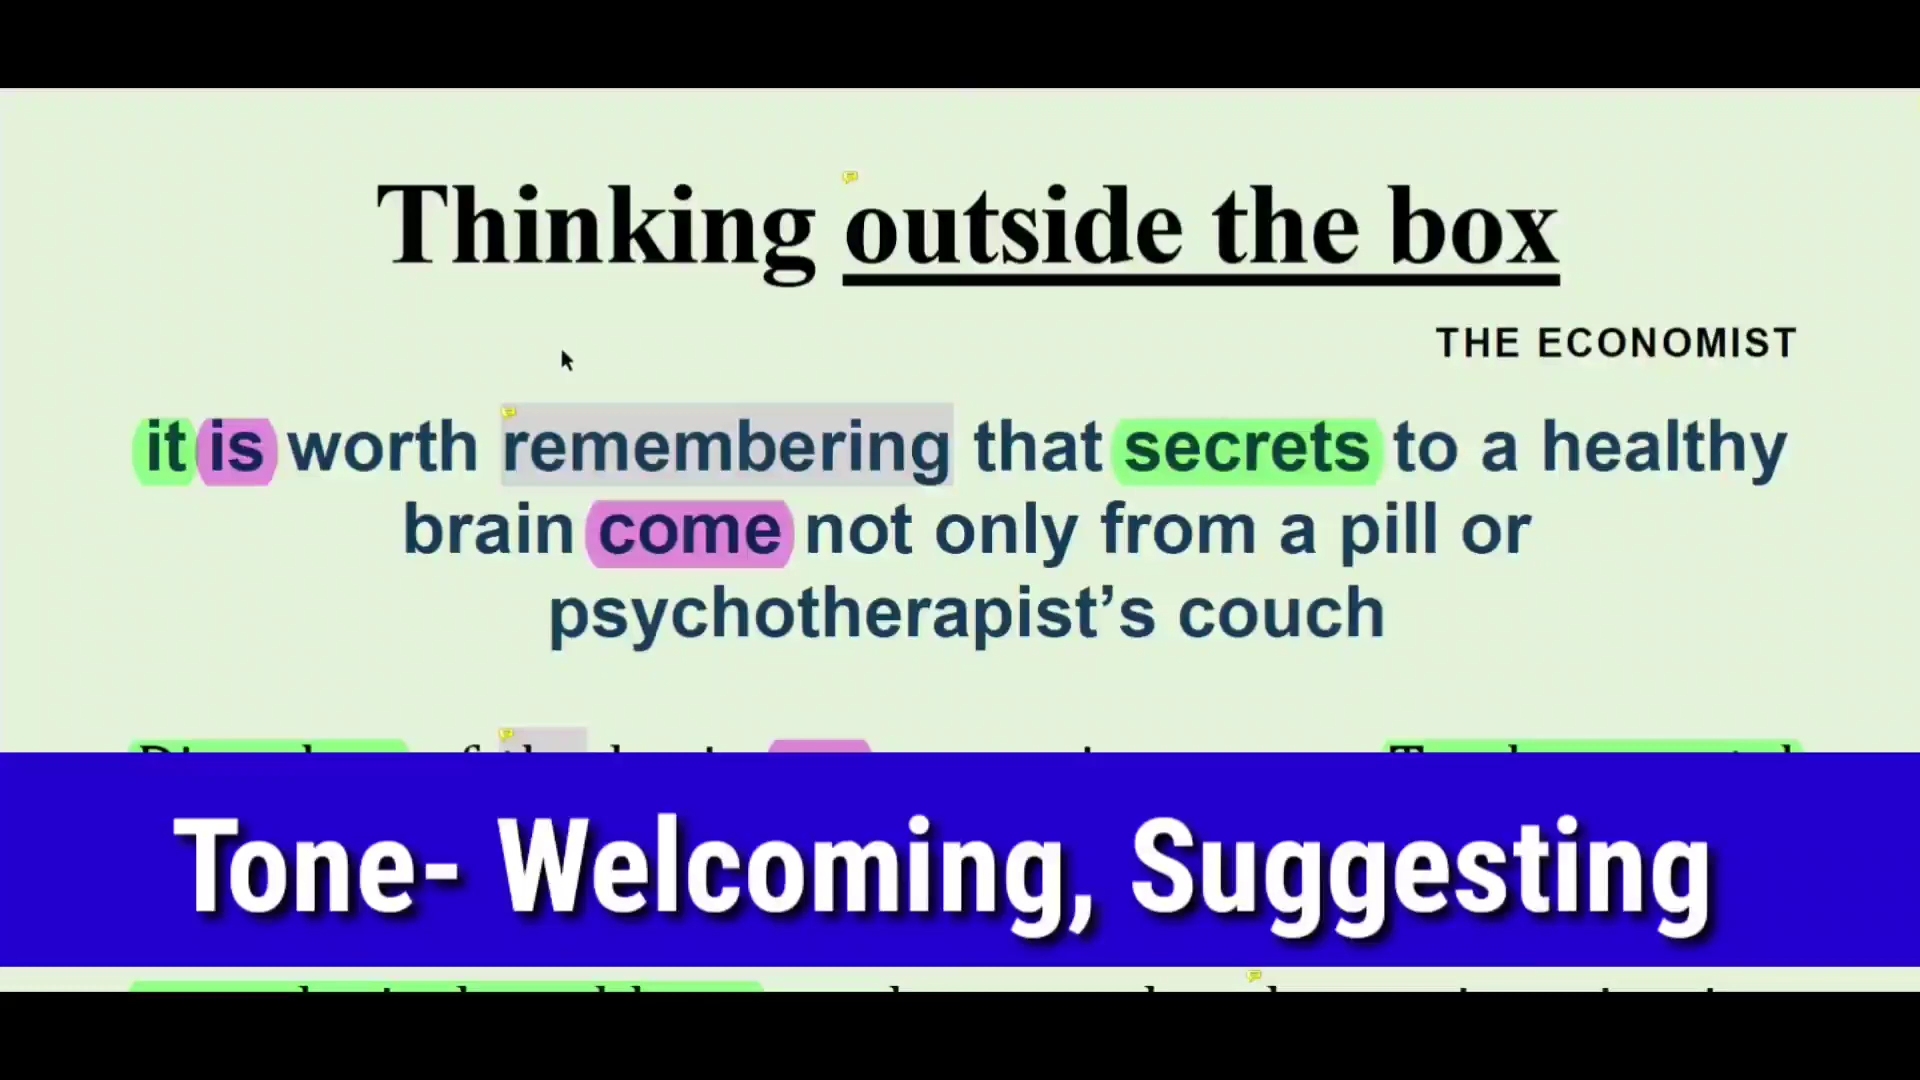 Thinking outside the box
THE ECONOMIST
it is worth remembering that secrets to a healthy
brain come not only from a pill or
psychotherapist’s couch
Tone- Welcoming, Suggesting